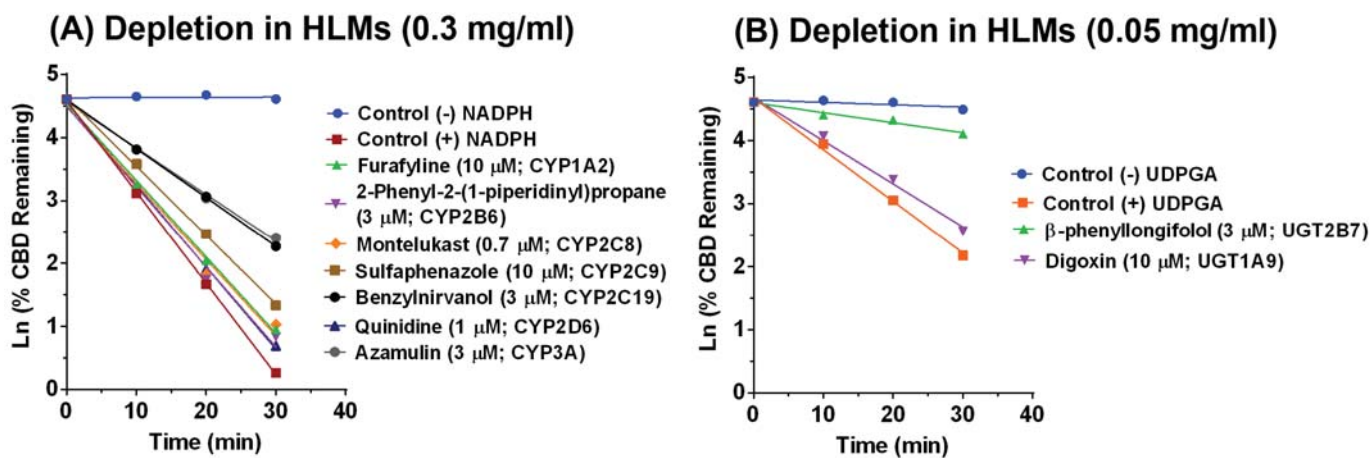 (A) Depletion in HLMs (0.3 mg/ml)
Ln (% CBD Remaining)
5
4
3
2
1
0
0 10 20 30 40
Time (min)
Control (-) NADPH
Control (+) NADPH
Furafyline (10 μM; CYP1A2)
2-Phenyl-2-(1-piperidinyl)propane
(3 μM; CYP2B6)
Montelukast (0.7 μM; CYP2C8)
Sulfaphenazole (10 μM; CYP2C9)
Benzylnirvanol (3 μM; CYP2C19)
Quinidine (1 μM; CYP2D6)
Azamulin (3 μM; CYP3A)
(B) Depletion in HLMs (0.05 mg/ml)
Ln (% CBD Remaining)
5
4
3
2
1
0
0 10 20 30 40
Time (min)
Control (-) UDPGA
Control (+) UDPGA
β-phenyllongifolol (3 μM; UGT2B7)
Digoxin (10 μM; UGT1A9)